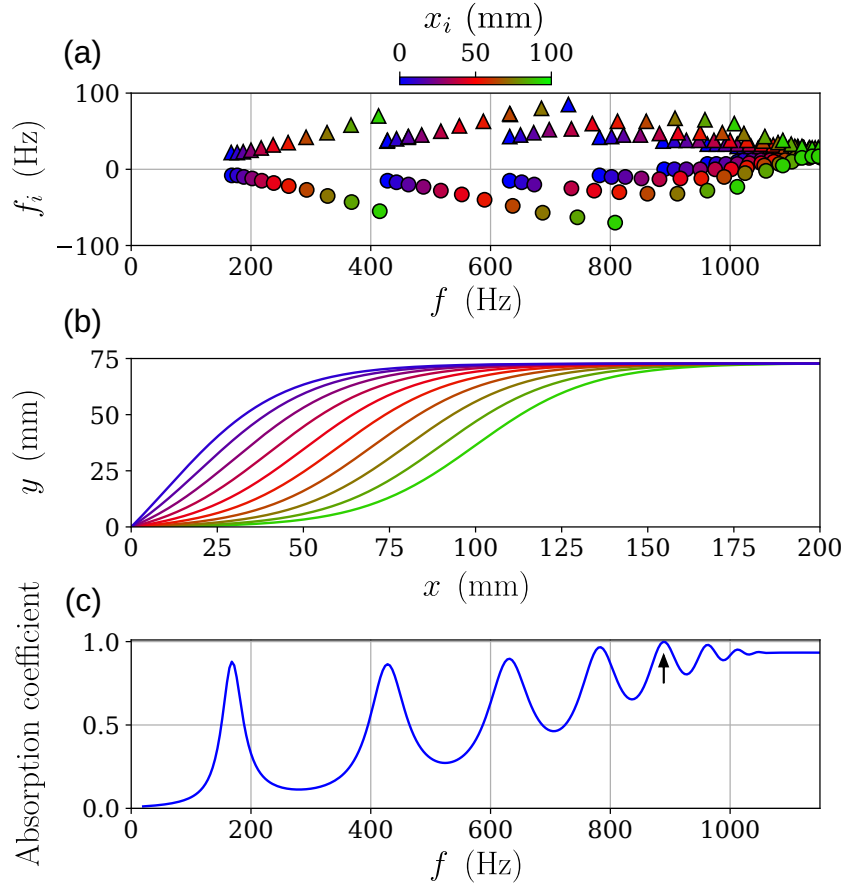 x_i (mm)
(a)
0 50 100
100
0
−100
f_i (Hz)
200 400 600 800 1000
f (Hz)
(b)
75
50
25
0
y (mm)
0 25 50 75 100 125 150 175 200
x (mm)
(c)
1.0
0.5
0.0
Absorption coefficient
200 400 600 800 1000
f (Hz)